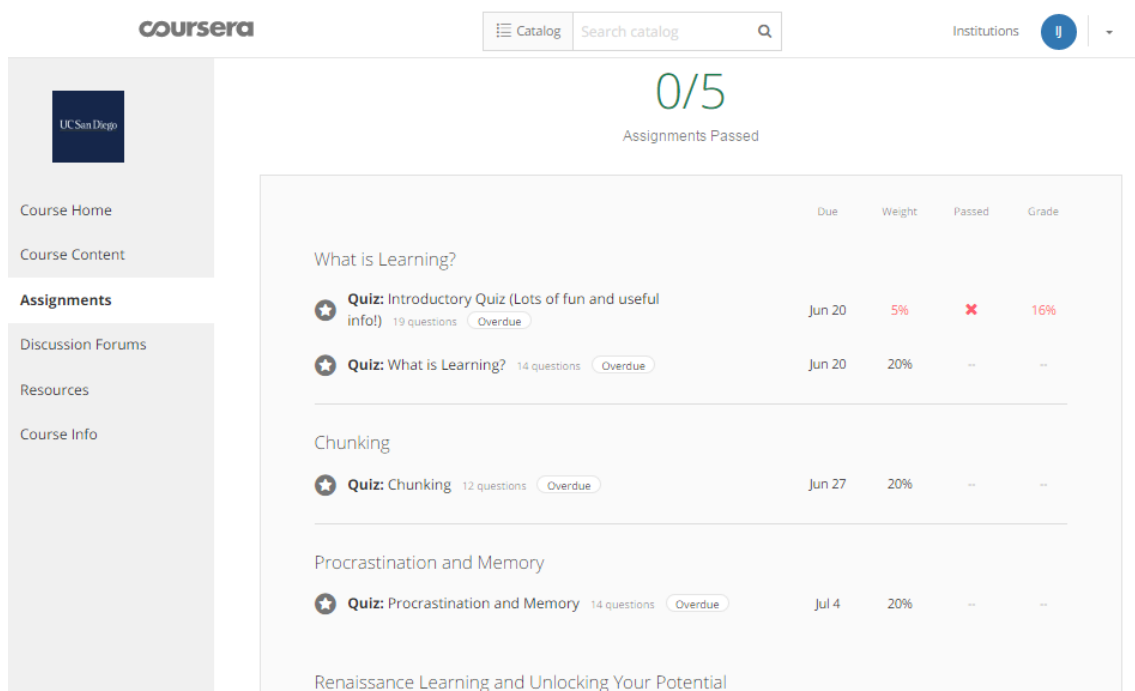 coursera
Catalog
Search catalog
Institutions
IJ
UC San Diego
Course Home
Course Content
Assignments
Discussion Forums
Resources
Course Info
0/5
Assignments Passed
Due Weight Passed Grade
What is Learning?
Quiz: Introductory Quiz (Lots of fun and useful
info!) 19 questions Overdue
Jun 20 5% 16%
Quiz: What is Learning? 14 questions Overdue Jun 20 20% -- --
Chunking
Quiz: Chunking 12 questions Overdue Jun 27 20% -- --
Procrastination and Memory
Quiz: Procrastination and Memory 14 questions Overdue Jul 4 20% -- --
Renaissance Learning and Unlocking Your Potential